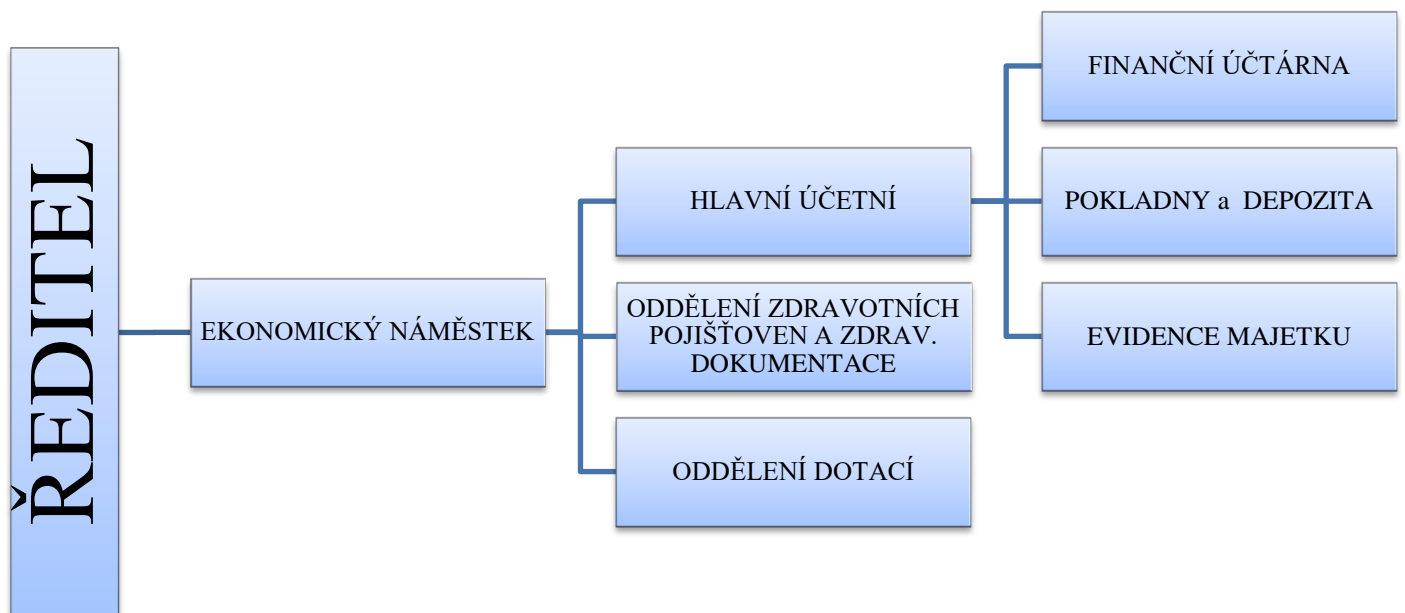 ŘEDITEL
EKONOMICKÝ NÁMĚSTEK
HLAVNÍ ÚČETNÍ
ODDĚLENÍ ZDRAVOTNÍCH
POJIŠŤOVEN A ZDRAV.
DOKUMENTACE
ODDĚLENÍ DOTACÍ
FINANČNÍ ÚČTÁRNA
POKLADNY a DEPOZITA
EVIDENCE MAJETKU